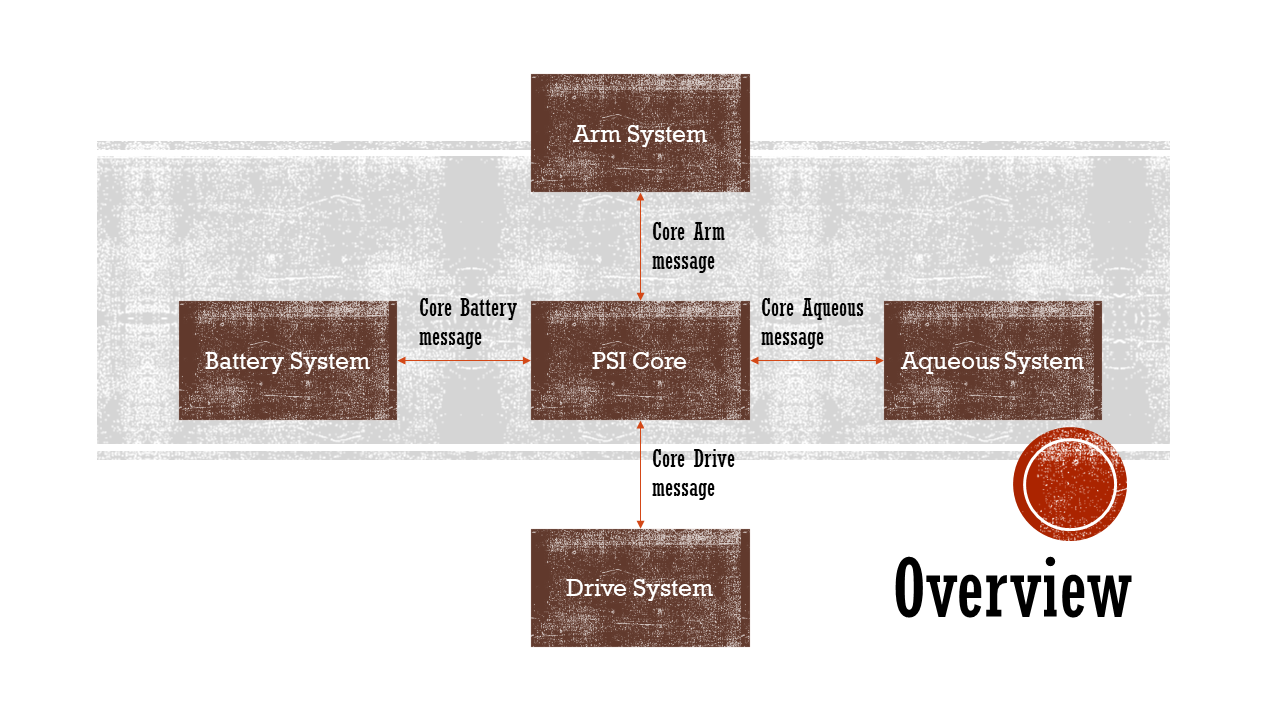 Arm System
Core Arm
message
Core Battery
message
Core Aqueous
message
Battery System
PSI Core
Aqueous System
Core Drive
message
Drive System
Overview